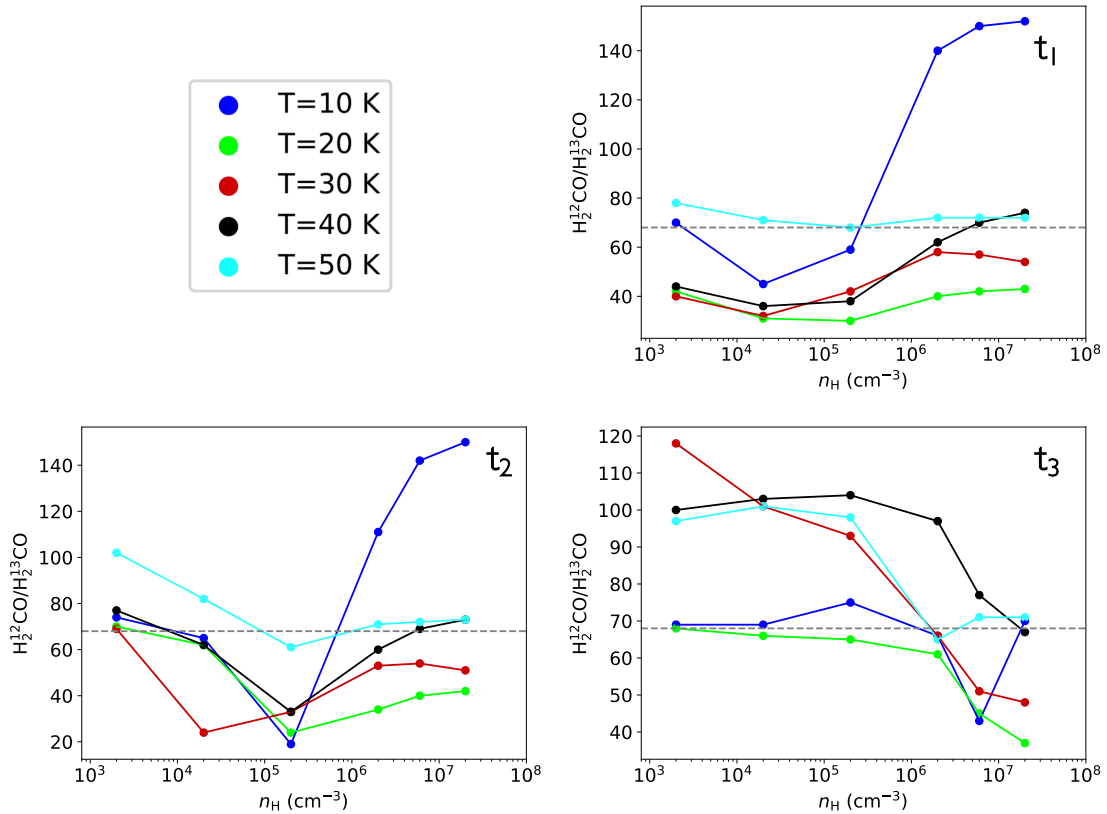 T=10 K
T=20 K
T=30 K
T=40 K
T=50 K
t₁
140
120
100
80
60
40
H₂¹²CO/H₂¹³CO
10³ 10⁴ 10⁵ 10⁶ 10⁷ 10⁸
n_H (cm⁻³)
t₂
140
120
100
80
60
40
20
H₂¹²CO/H₂¹³CO
10³ 10⁴ 10⁵ 10⁶ 10⁷ 10⁸
n_H (cm⁻³)
t₃
120
110
100
90
80
70
60
50
40
H₂¹²CO/H₂¹³CO
10³ 10⁴ 10⁵ 10⁶ 10⁷ 10⁸
n_H (cm⁻³)